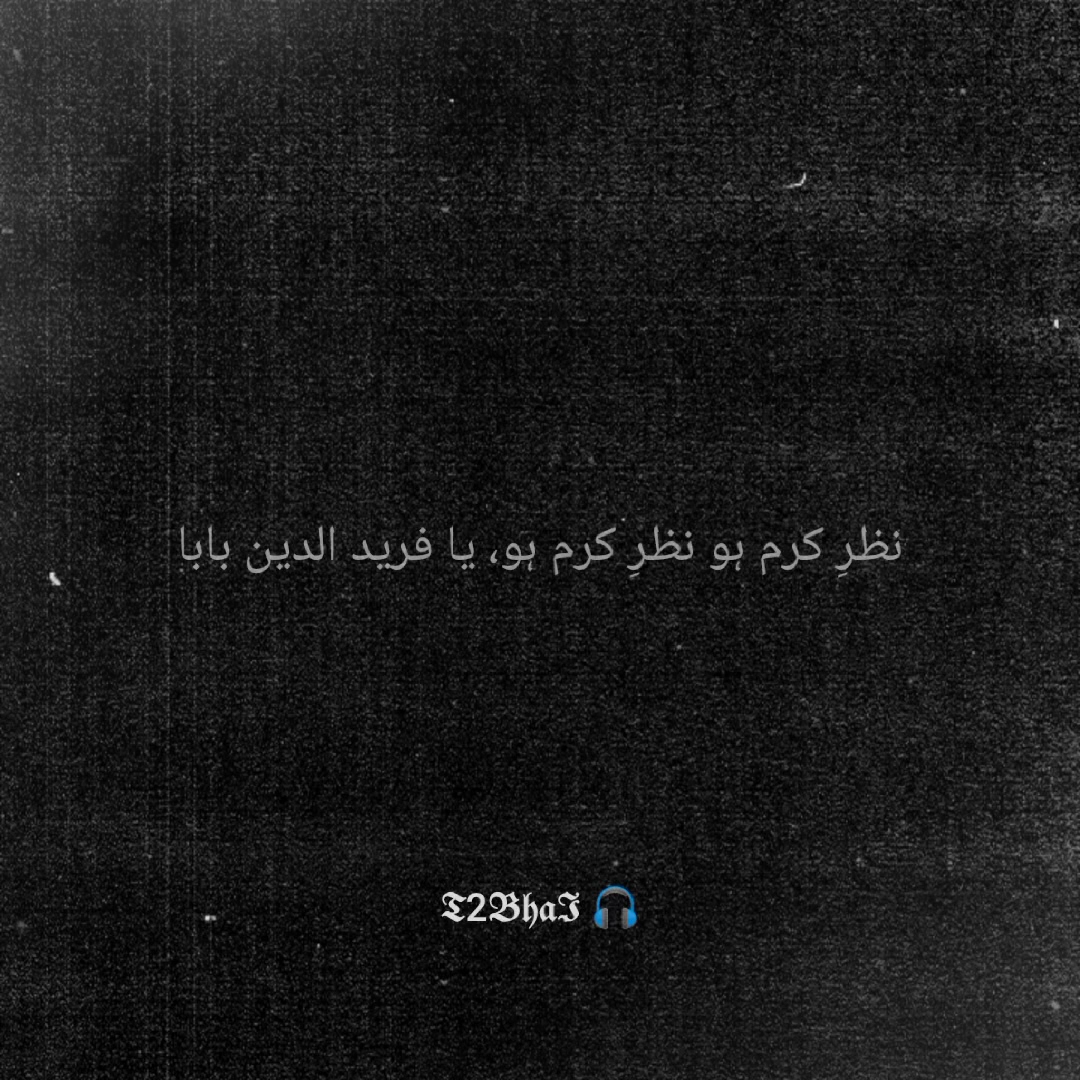 نظرِ کرم ہو نظرِ کرم ہو، یا فرید الدین بابا
𝕿2𝕭𝖍𝖆𝕴 🎧